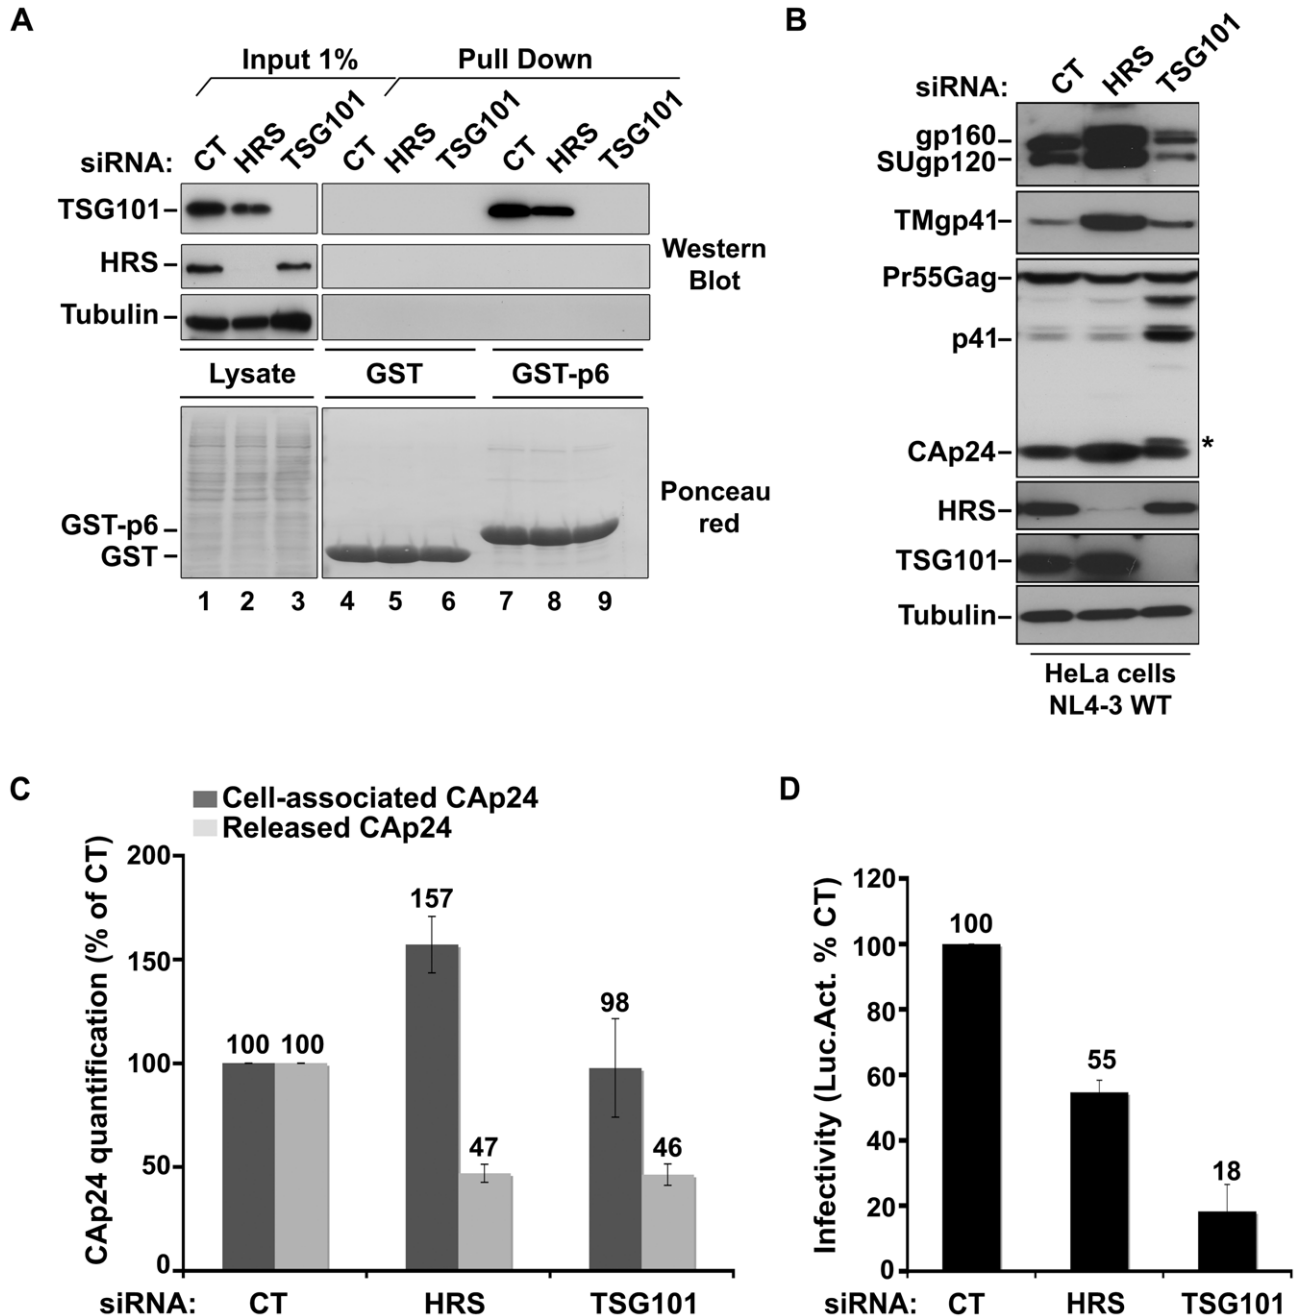 A
Input 1% Pull Down
siRNA: CT HRS TSG101 CT HRS TSG101 CT HRS TSG101
TSG101
HRS
Tubulin
Western
Blot
Lysate GST GST-p6
GST-p6
GST
Ponceau
red
1 2 3 4 5 6 7 8 9
B
siRNA: CT HRS TSG101
gp160
SUgp120
TMgp41
Pr55Gag
p41
CAp24 *
HRS
TSG101
Tubulin
HeLa cells
NL4-3 WT
C
Cell-associated CAp24
Released CAp24
CAp24 quantification (% of CT)
200
150
100
50
0
100 100
157
47
98
46
siRNA: CT HRS TSG101
D
Infectivity (Luc.Act. % CT)
120
100
80
60
40
20
0
100
55
18
siRNA: CT HRS TSG101